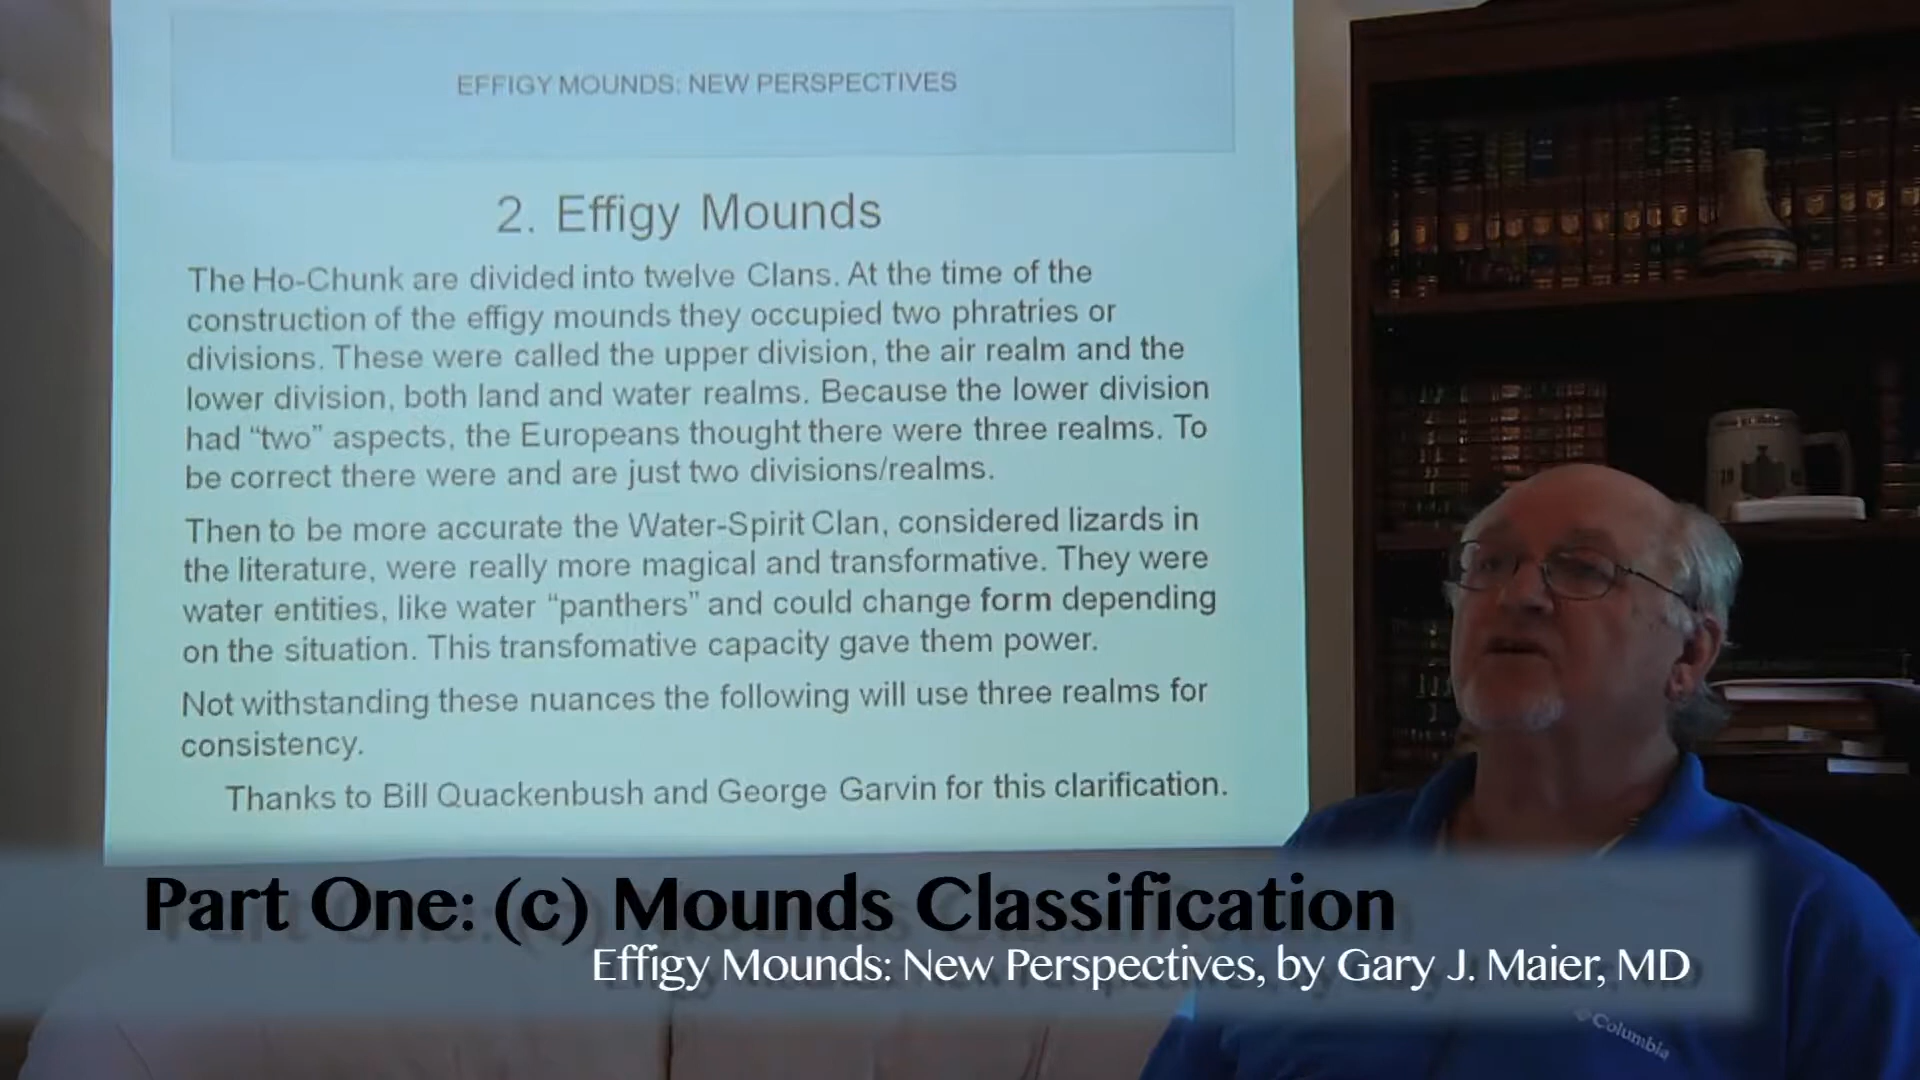 EFFIGY MOUNDS: NEW PERSPECTIVES
2. Effigy Mounds
The Ho-Chunk are divided into twelve Clans. At the time of the
construction of the effigy mounds they occupied two phratries or
divisions. These were called the upper division, the air realm and the
lower division, both land and water realms. Because the lower division
had “two” aspects, the Europeans thought there were three realms. To
be correct there were and are just two divisions/realms.
Then to be more accurate the Water-Spirit Clan, considered lizards in
the literature, were really more magical and transformative. They were
water entities, like water “panthers” and could change form depending
on the situation. This transfomative capacity gave them power.
Not withstanding these nuances the following will use three realms for
consistency.
Thanks to Bill Quackenbush and George Garvin for this clarification.
Part One: (c) Mounds Classification
Effigy Mounds: New Perspectives, by Gary J. Maier, MD
Columbia